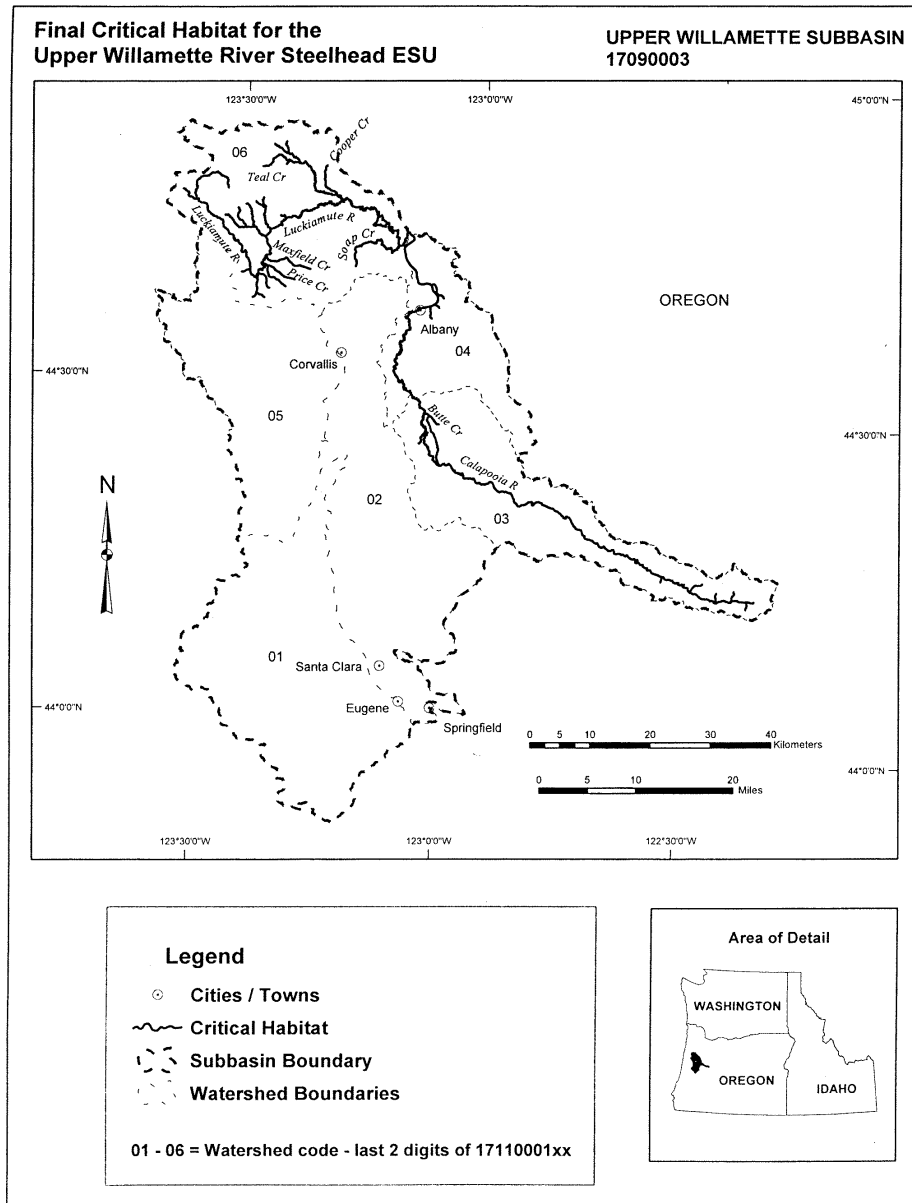 Final Critical Habitat for the
Upper Willamette River Steelhead ESU
UPPER WILLAMETTE SUBBASIN
17090003
123°30'0"W
123°0'0"W
45°0'0"N
06
Cooper Cr
Teal Cr
Luckiamute R
Luckiamute R
Soap Cr
Maxfield Cr
Price Cr
OREGON
Albany
04
Corvallis
44°30'0"N
05
Butte Cr
44°30'0"N
Calapooia R
02
03
N
01
Santa Clara
Eugene
Springfield
44°0'0"N
0 5 10 20 30 40
Kilometers
0 5 10 20
Miles
44°0'0"N
123°30'0"W
123°0'0"W
122°30'0"W
Legend
Cities / Towns
Critical Habitat
Subbasin Boundary
Watershed Boundaries
01 - 06 = Watershed code - last 2 digits of 17110001xx
Area of Detail
WASHINGTON
OREGON
IDAHO